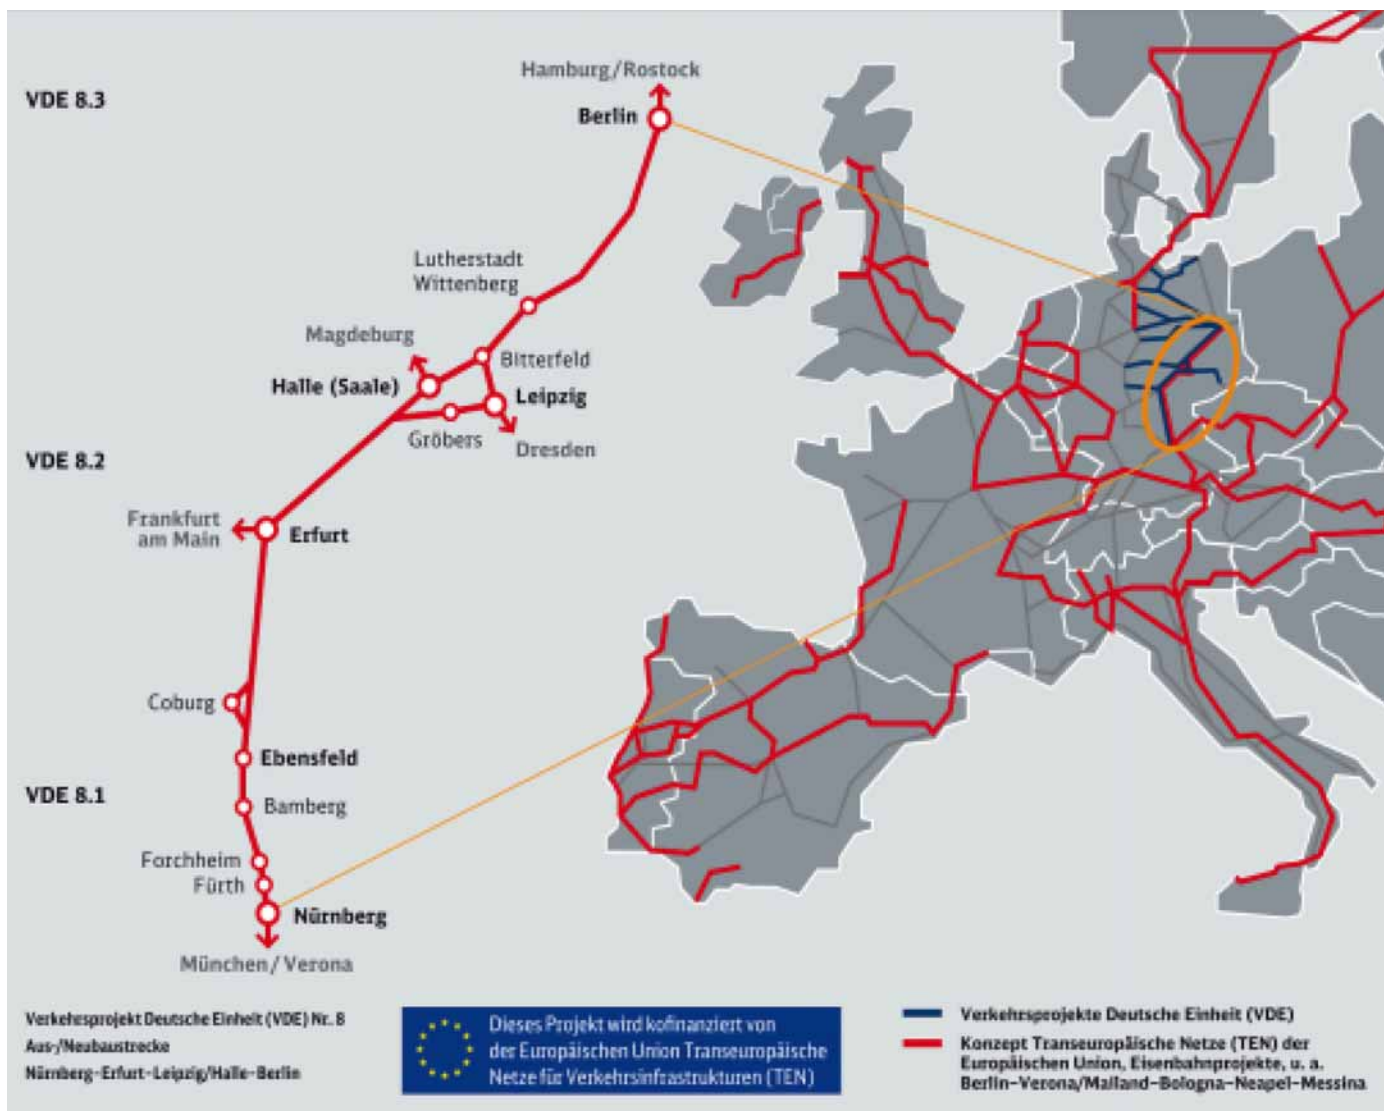 VDE 8.3
Hamburg/Rostock
Berlin
Lutherstadt
Wittenberg
Magdeburg
Bitterfeld
Halle (Saale)
Leipzig
Gröbers
Dresden
VDE 8.2
Frankfurt
am Main
Erfurt
Coburg
Ebensfeld
VDE 8.1
Bamberg
Forchheim
Fürth
Nürnberg
München/Verona
Verkehrsprojekt Deutsche Einheit (VDE) Nr. 8
Aus-/Neubaustrecke
Nürnberg–Erfurt–Leipzig/Halle–Berlin
Dieses Projekt wird kofinanziert von
der Europäischen Union Transeuropäische
Netze für Verkehrsinfrastrukturen (TEN)
Verkehrsprojekte Deutsche Einheit (VDE)
Konzept Transeuropäische Netze (TEN) der
Europäischen Union, Eisenbahnprojekte, u. a.
Berlin–Verona/Mailand–Bologna–Neapel–Messina